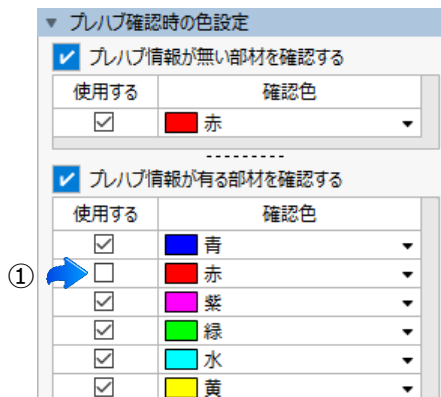 プレハブ確認時の色設定
プレハブ情報が無い部材を確認する
使用する 確認色
赤
プレハブ情報が有る部材を確認する
使用する 確認色
青
① 赤
紫
緑
水
黄